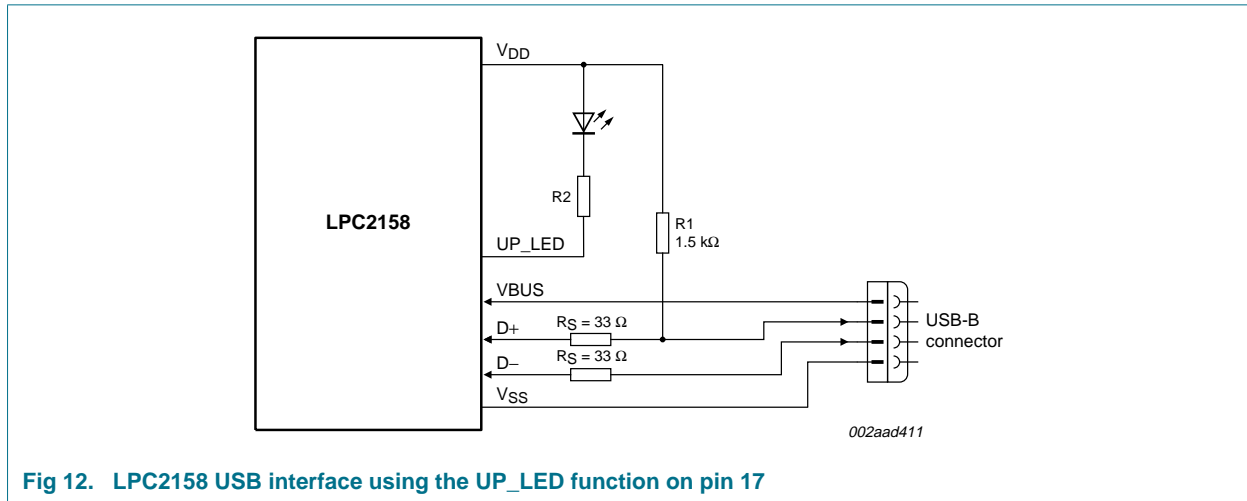 VDD
R2
LPC2158
R1
1.5 kΩ
UP_LED
VBUS
D+
RS = 33 Ω
USB-B
connector
RS = 33 Ω
D−
VSS
002aad411
Fig 12. LPC2158 USB interface using the UP_LED function on pin 17